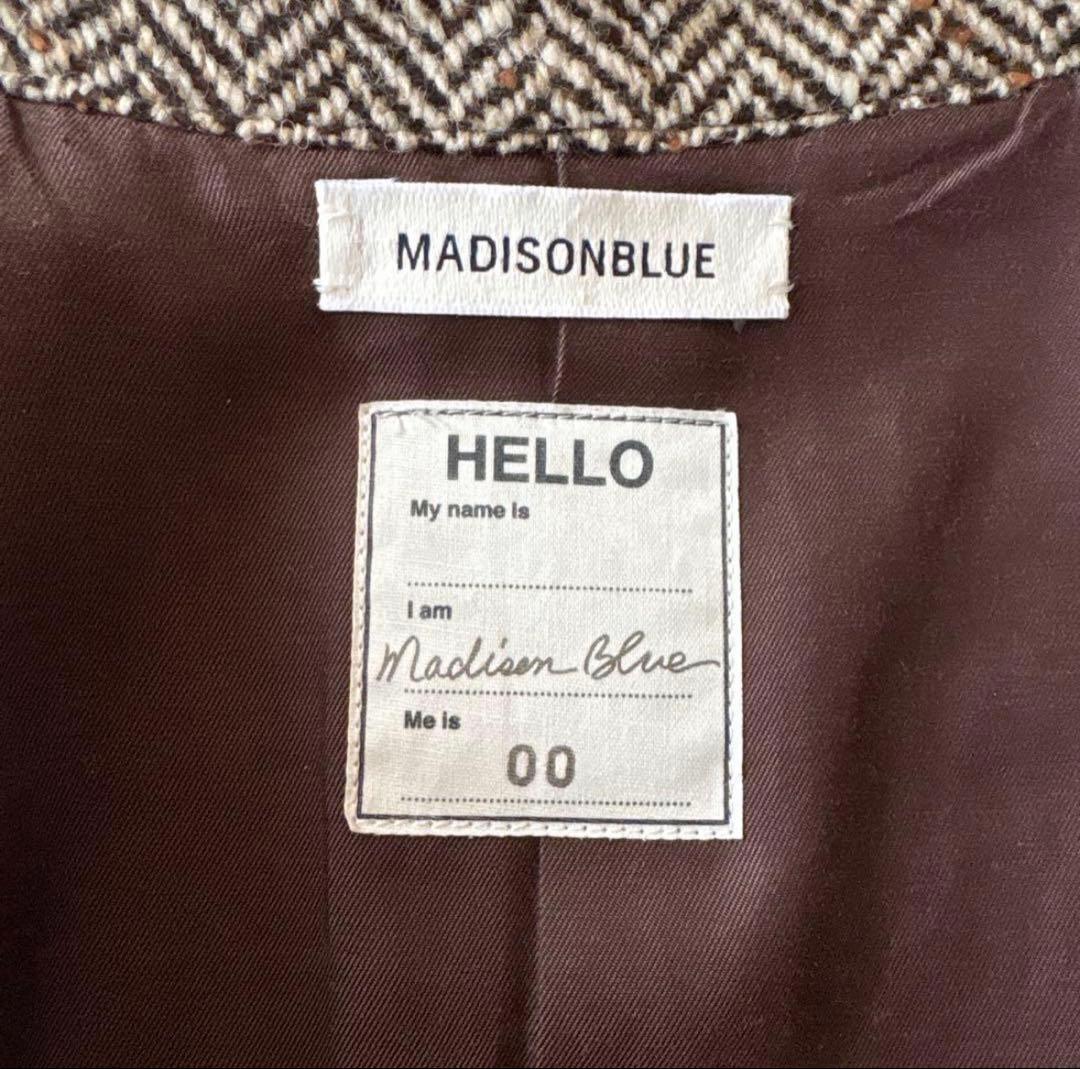 MADISONBLUE
HELLO
My name is
I am
Madison Blue
Me is
00